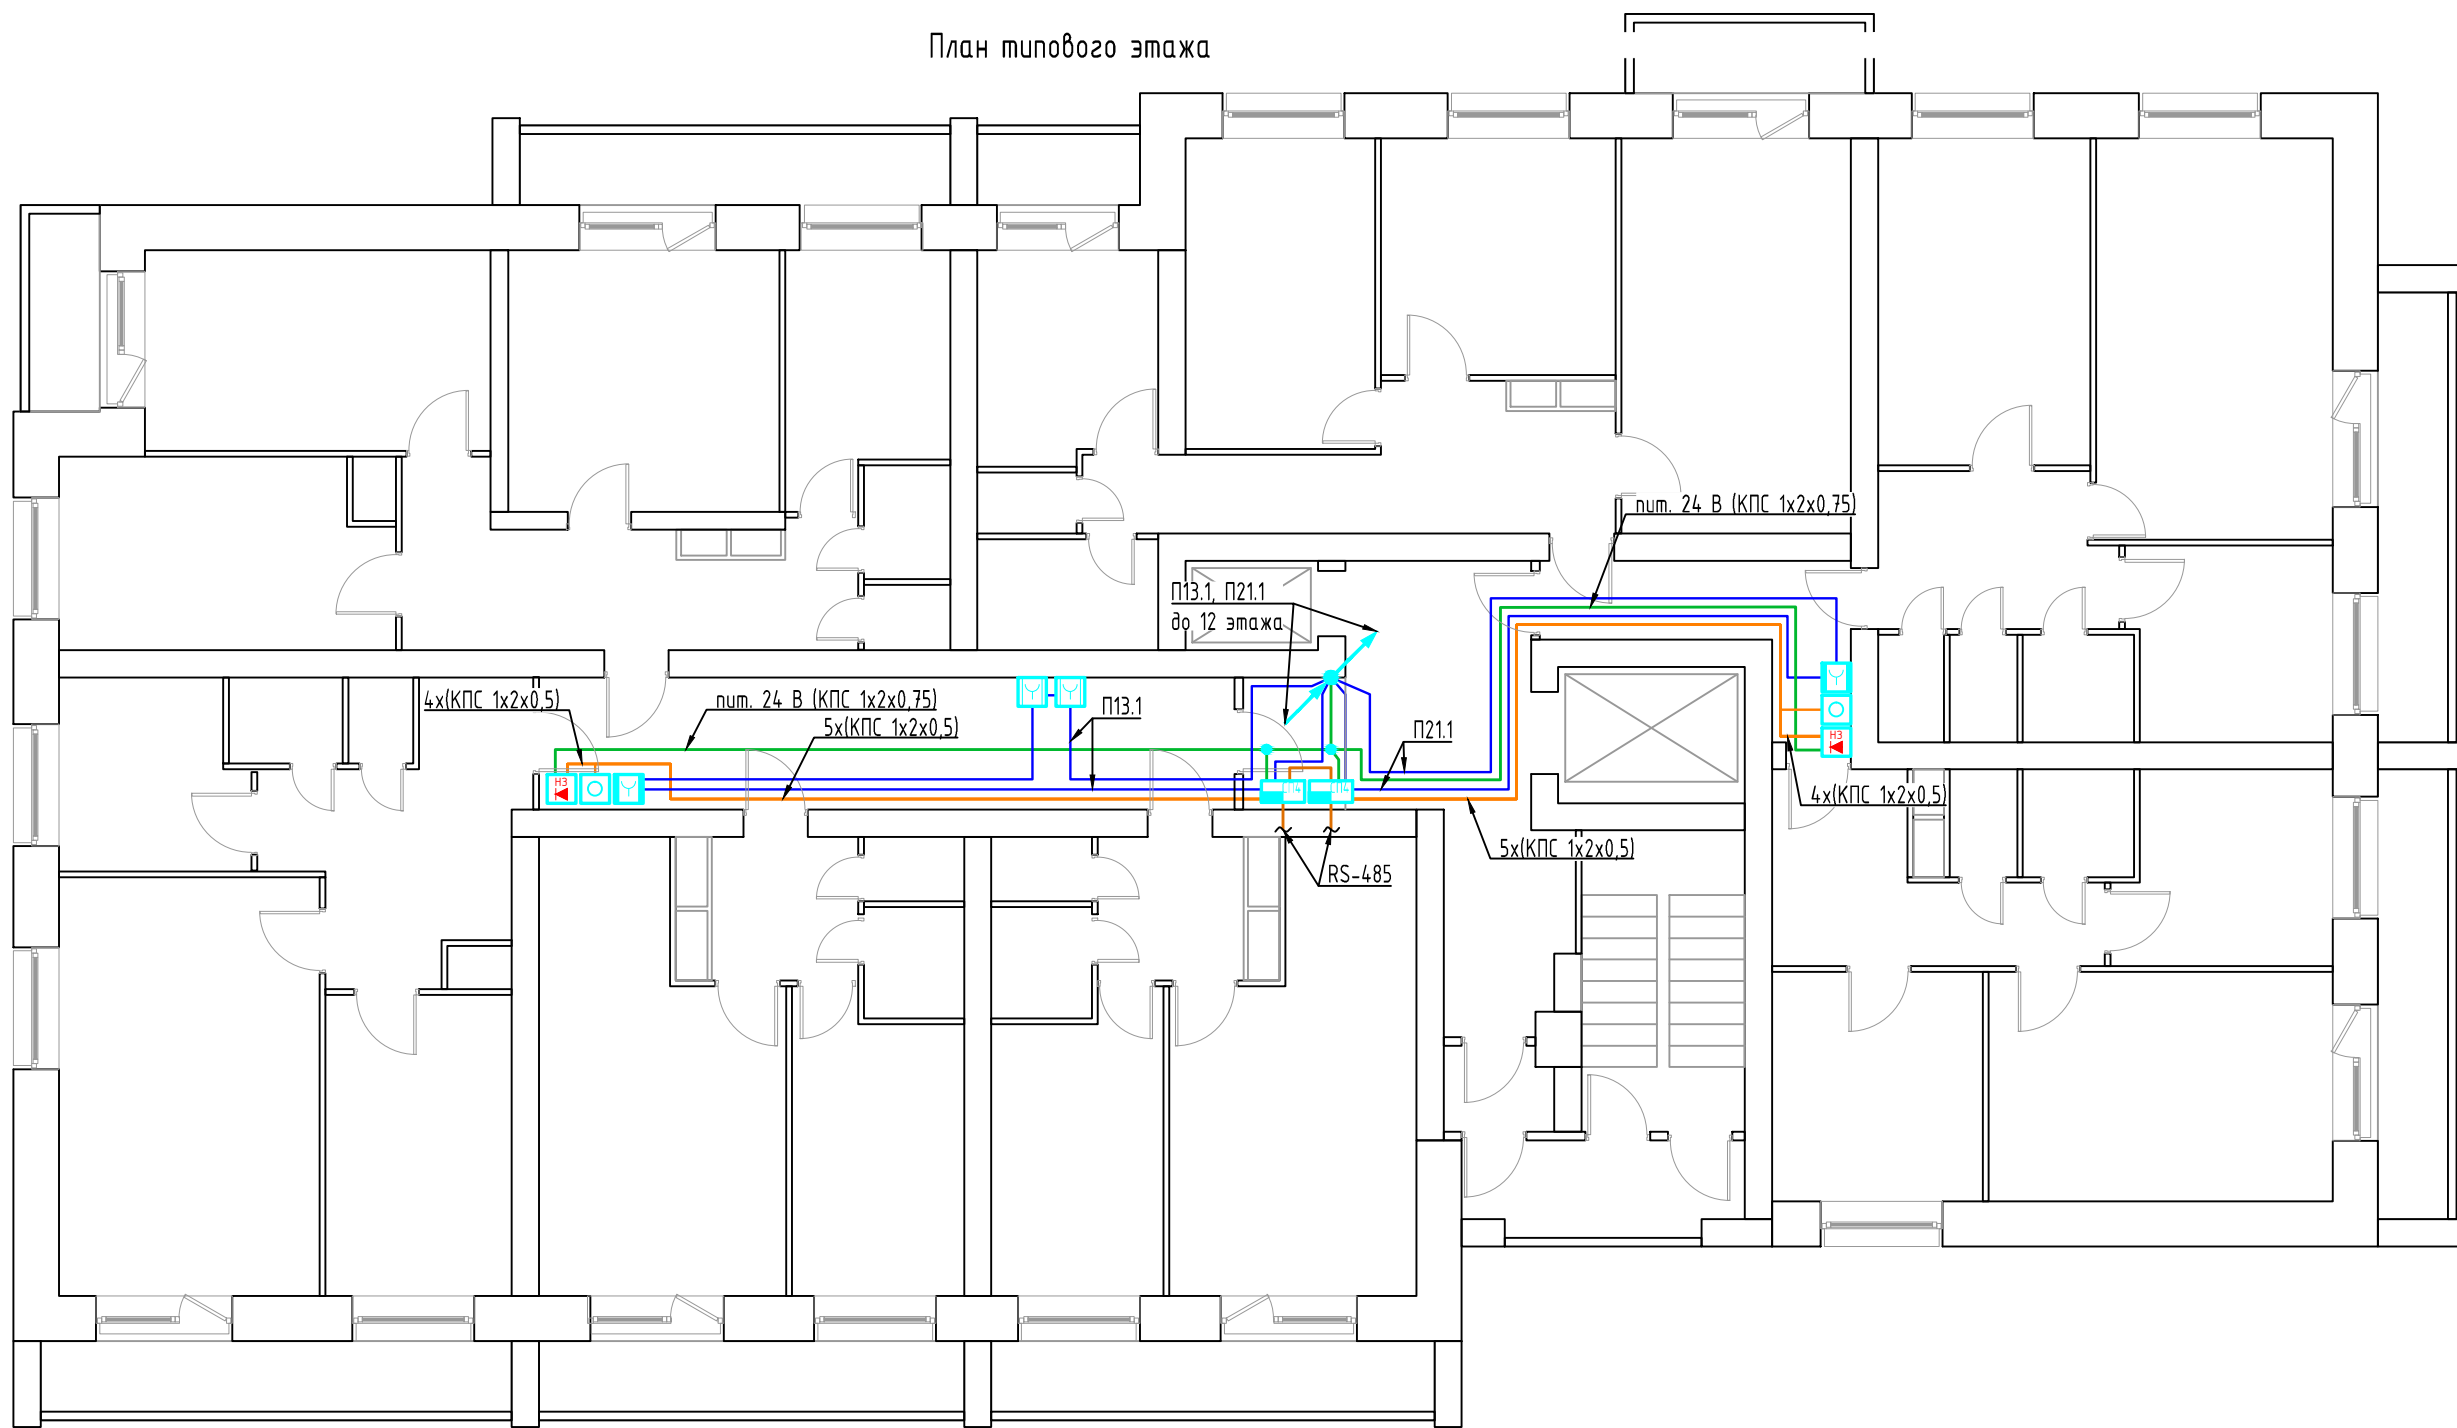 План типового этажа
пит. 24 В (КПС 1х2х0,75)
П13.1, П21.1
до 12 этажа
4х(КПС 1х2х0,5)
пит. 24 В (КПС 1х2х0,75)
5х(КПС 1х2х0,5)
П13.1
П21.1
НЗ
НЗ
П4
П4
4х(КПС 1х2х0,5)
5х(КПС 1х2х0,5)
RS-485